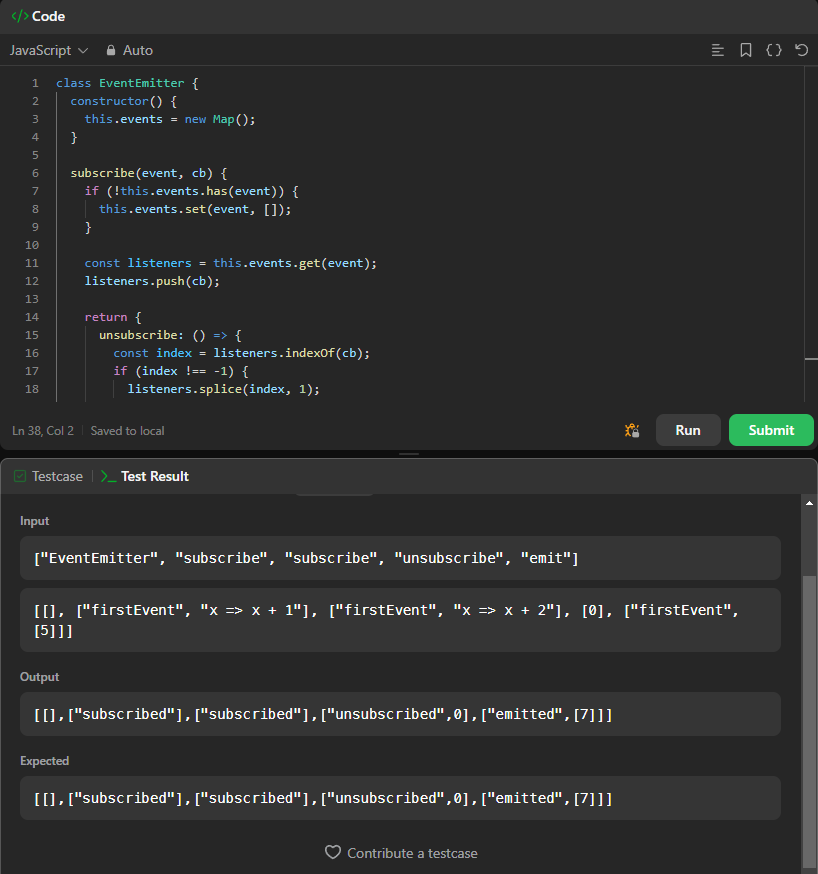 </> Code
JavaScript Auto
1 class EventEmitter {
2 constructor() {
3 this.events = new Map();
4 }
5
6 subscribe(event, cb) {
7 if (!this.events.has(event)) {
8 this.events.set(event, []);
9 }
10
11 const listeners = this.events.get(event);
12 listeners.push(cb);
13
14 return {
15 unsubscribe: () => {
16 const index = listeners.indexOf(cb);
17 if (index !== -1) {
18 listeners.splice(index, 1);
Ln 38, Col 2 Saved to local Run Submit
Testcase >_ Test Result
Input
["EventEmitter", "subscribe", "subscribe", "unsubscribe", "emit"]
[[], ["firstEvent", "x => x + 1"], ["firstEvent", "x => x + 2"], [0], ["firstEvent",
[5]]]
Output
[[],["subscribed"],["subscribed"],["unsubscribed",0],["emitted",[7]]]
Expected
[[],["subscribed"],["subscribed"],["unsubscribed",0],["emitted",[7]]]
Contribute a testcase